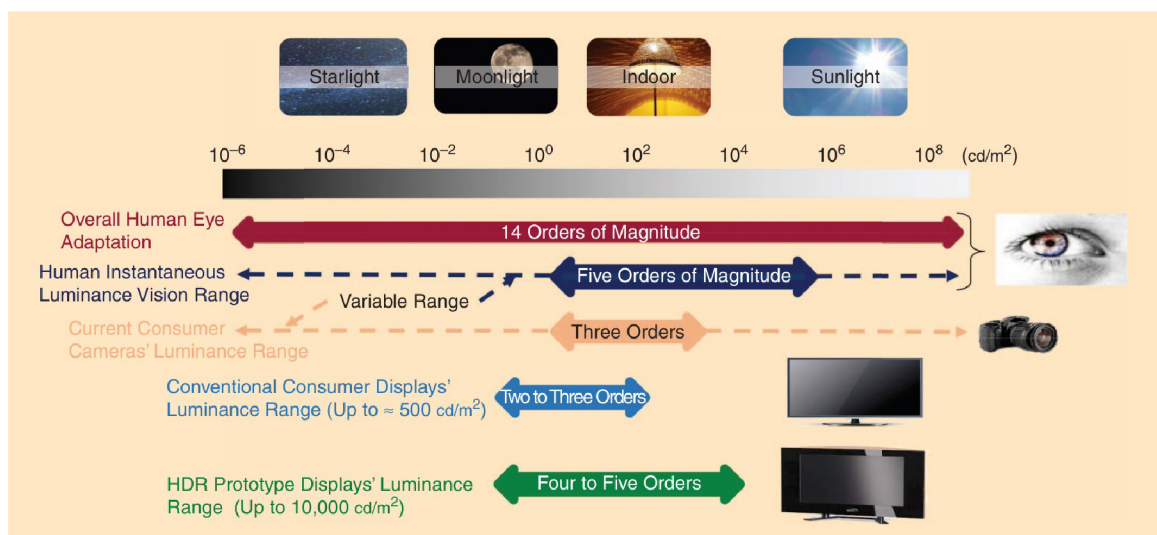 Starlight
Moonlight
Indoor
Sunlight
10⁻⁶ 10⁻⁴ 10⁻² 10⁰ 10² 10⁴ 10⁶ 10⁸ (cd/m²)
Overall Human Eye
Adaptation
14 Orders of Magnitude
Human Instantaneous
Luminance Vision Range
Five Orders of Magnitude
Variable Range
Current Consumer
Cameras’ Luminance Range
Three Orders
Conventional Consumer Displays’
Luminance Range (Up to ≈ 500 cd/m²)
Two to Three Orders
HDR Prototype Displays’ Luminance
Range (Up to 10,000 cd/m²)
Four to Five Orders